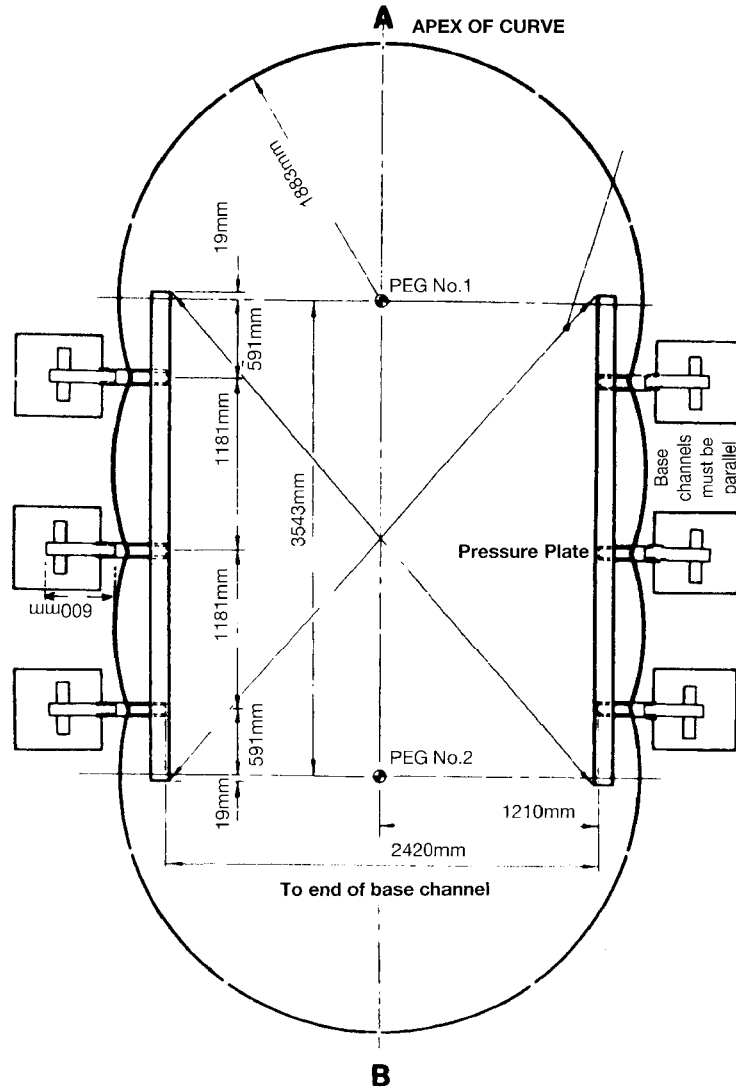 A
APEX OF CURVE
1883mm
19mm
PEG No.1
591mm
1181mm
3543mm
Base
channels
must be
parallel
Pressure Plate
600mm
1181mm
591mm
PEG No.2
19mm
1210mm
2420mm
To end of base channel
B